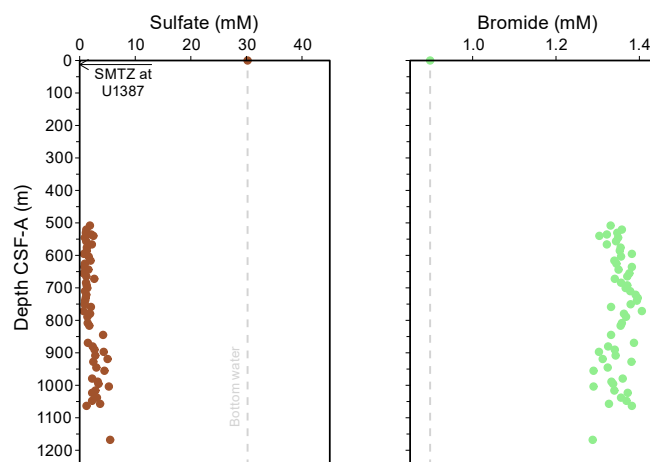 Sulfate (mM)
Bromide (mM)
0 10 20 30 40
1.0 1.2 1.4
0
SMTZ at
U1387
100
200
300
400
500
600
700
800
900
1000
1100
1200
Depth CSF-A (m)
Bottom water